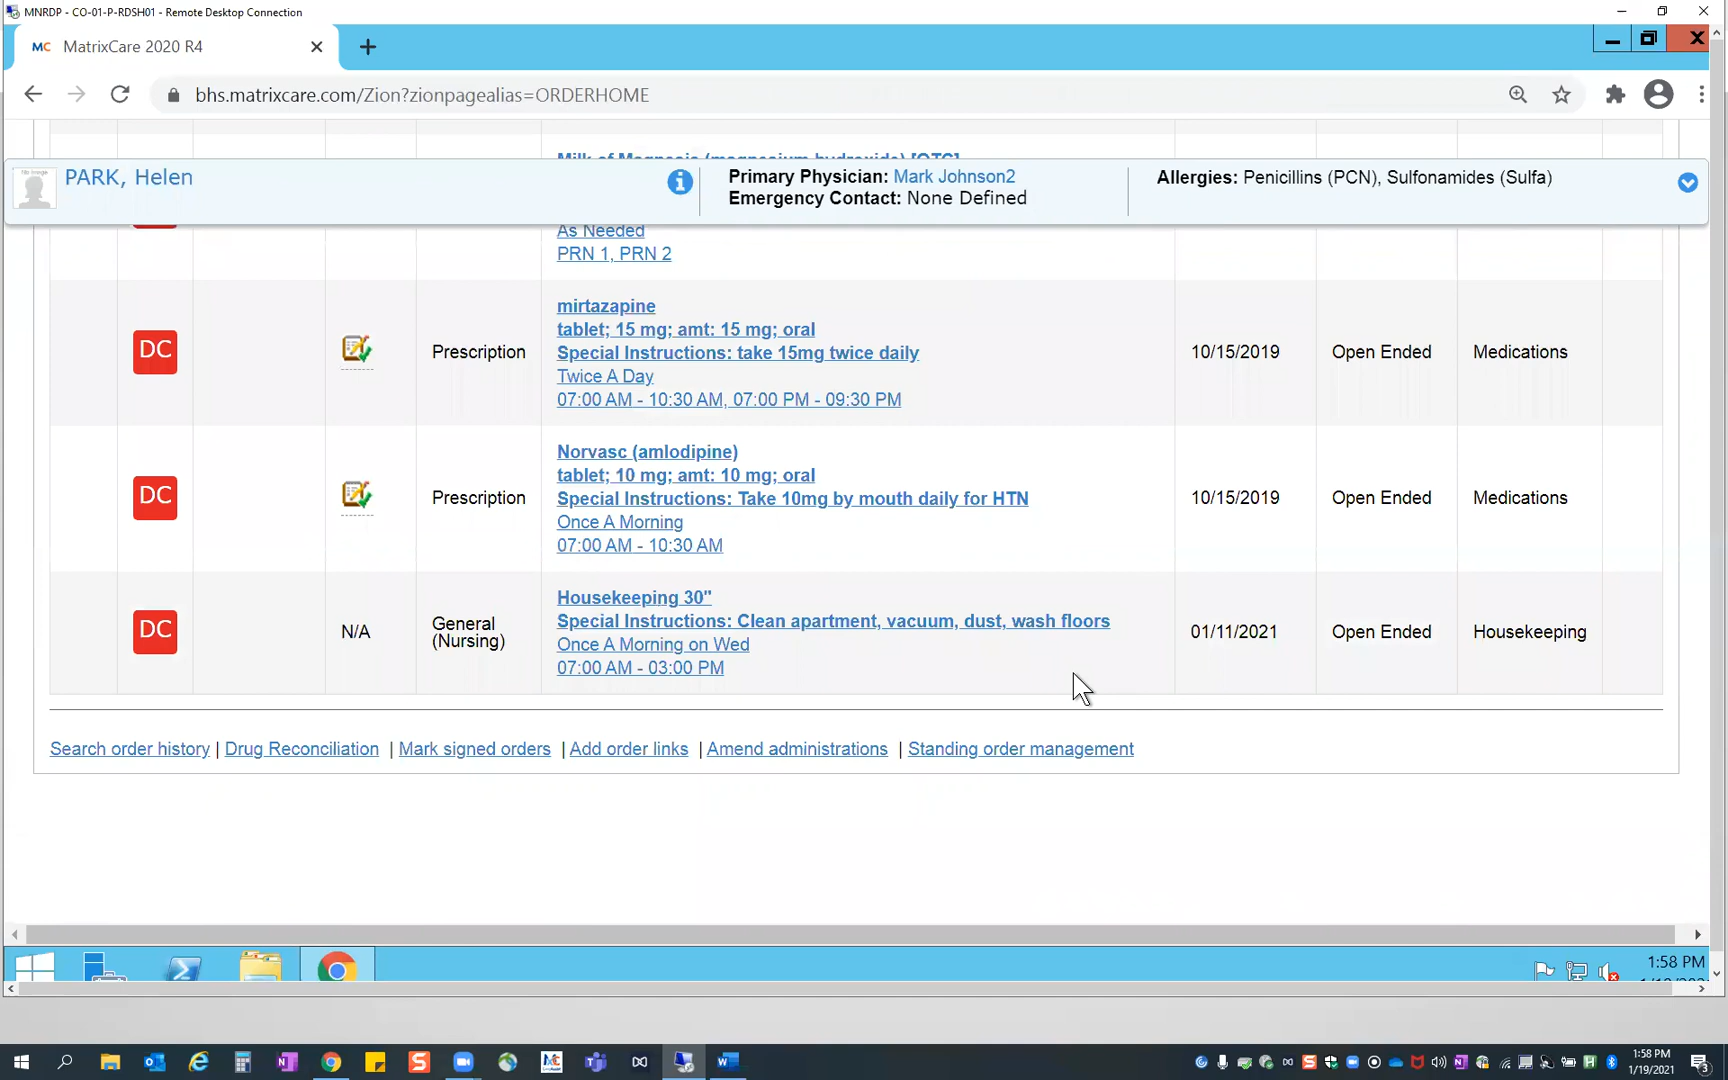 MNRDP - CO-01-P-RDSH01 - Remote Desktop Connection
MC MatrixCare 2020 R4
bhs.matrixcare.com/Zion?zionpagealias=ORDERHOME
Milk of Magnesia (magnesium hydroxide) [OTC]
PARK, Helen
Primary Physician: Mark Johnson2
Emergency Contact: None Defined
Allergies: Penicillins (PCN), Sulfonamides (Sulfa)
As Needed
PRN 1, PRN 2
DC
Prescription
mirtazapine
tablet; 15 mg; amt: 15 mg; oral
Special Instructions: take 15mg twice daily
Twice A Day
07:00 AM - 10:30 AM, 07:00 PM - 09:30 PM
10/15/2019
Open Ended
Medications
DC
Prescription
Norvasc (amlodipine)
tablet; 10 mg; amt: 10 mg; oral
Special Instructions: Take 10mg by mouth daily for HTN
Once A Morning
07:00 AM - 10:30 AM
10/15/2019
Open Ended
Medications
DC
N/A
General
(Nursing)
Housekeeping 30"
Special Instructions: Clean apartment, vacuum, dust, wash floors
Once A Morning on Wed
07:00 AM - 03:00 PM
01/11/2021
Open Ended
Housekeeping
Search order history | Drug Reconciliation | Mark signed orders | Add order links | Amend administrations | Standing order management
1:58 PM
1:58 PM
1/19/2021